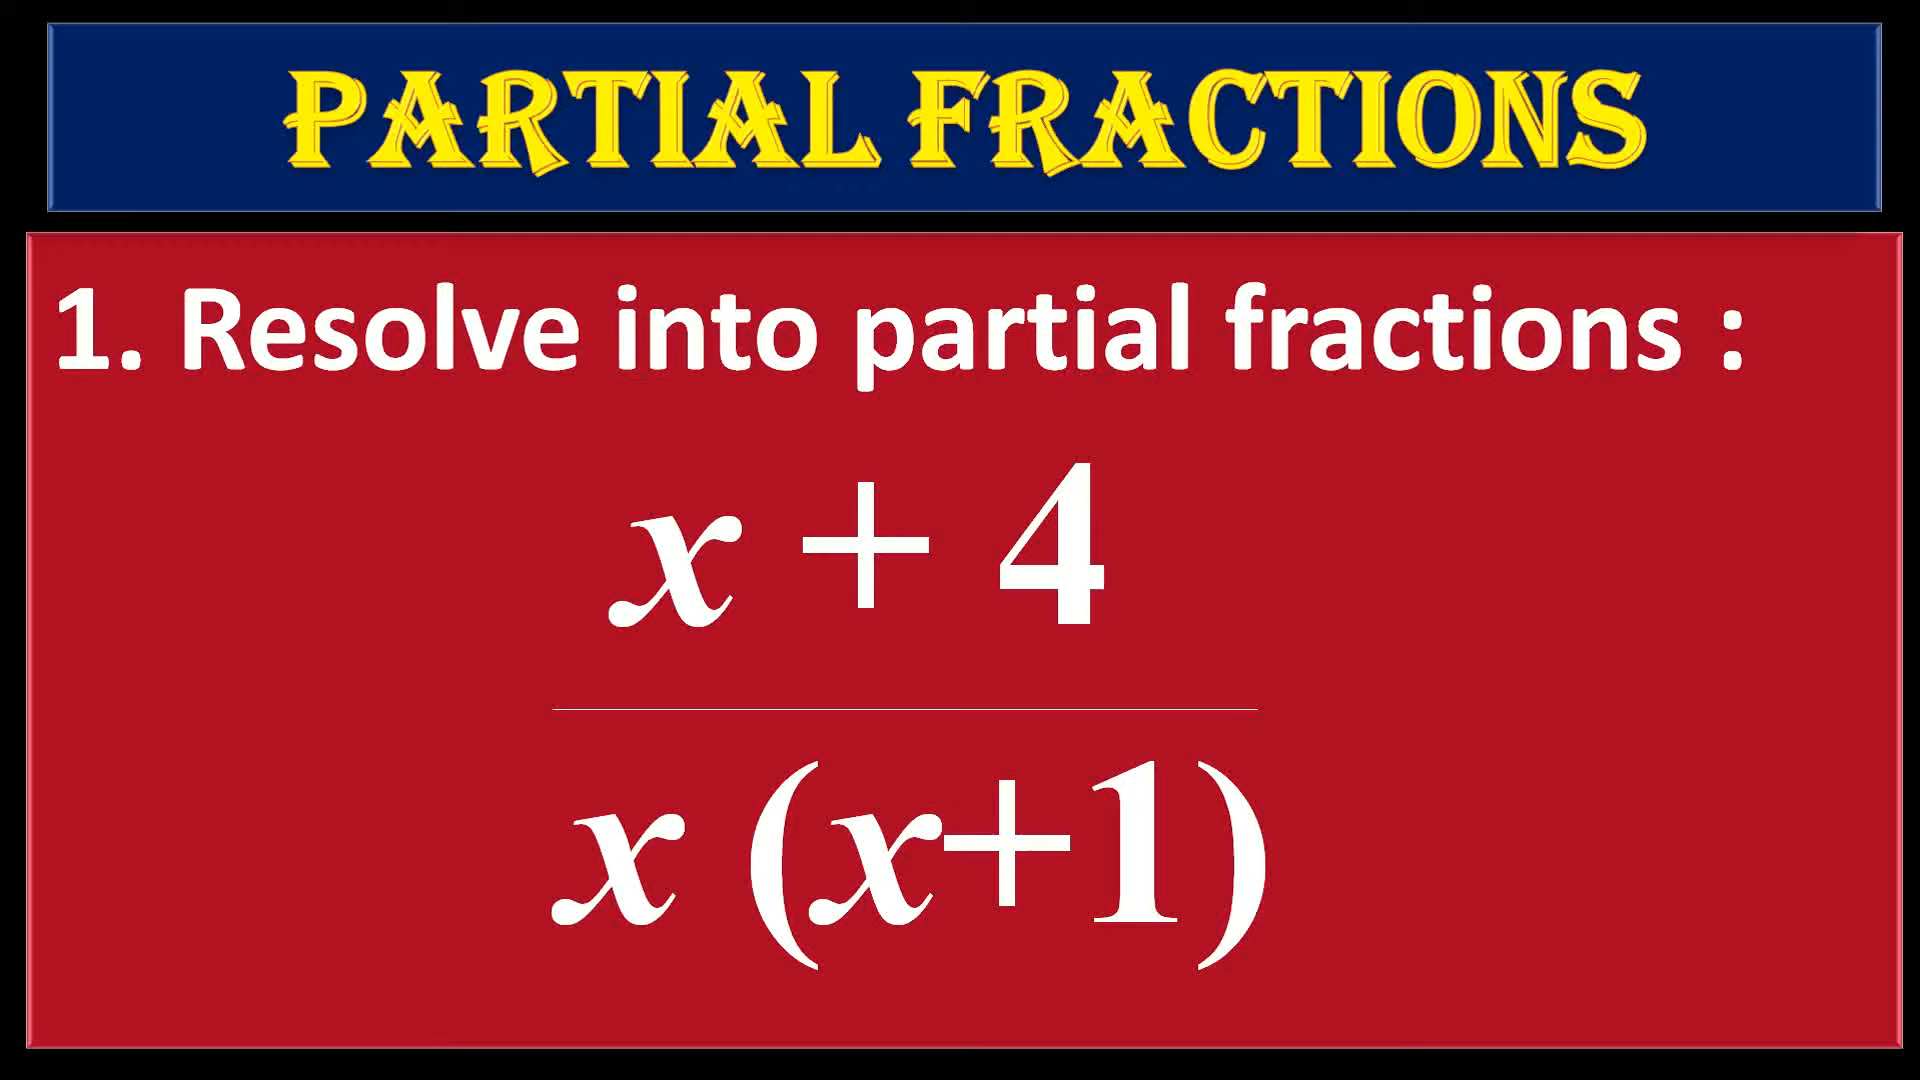 PARTIAL FRACTIONS
1. Resolve into partial fractions :
x + 4
x (x+1)